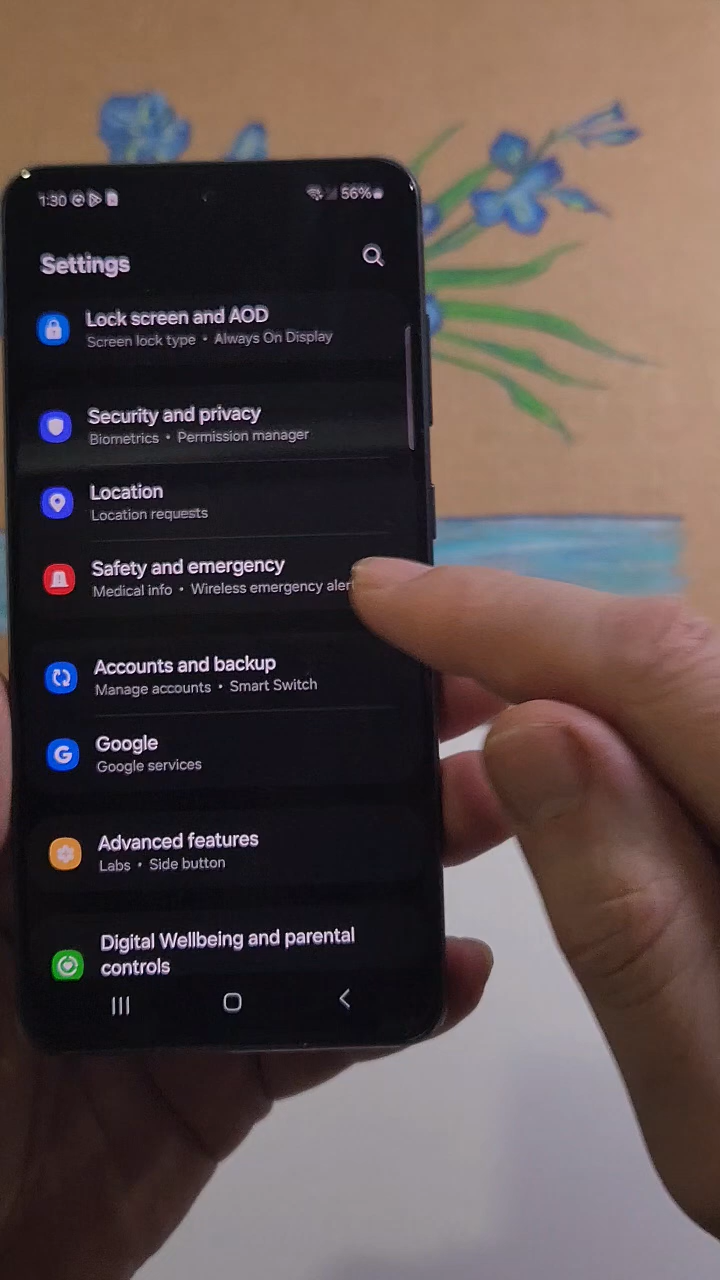 1:30 56%
Settings
Lock screen and AOD
Screen lock type • Always On Display
Security and privacy
Biometrics • Permission manager
Location
Location requests
Safety and emergency
Medical info • Wireless emergency aler
Accounts and backup
Manage accounts • Smart Switch
Google
Google services
Advanced features
Labs • Side button
Digital Wellbeing and parental
controls